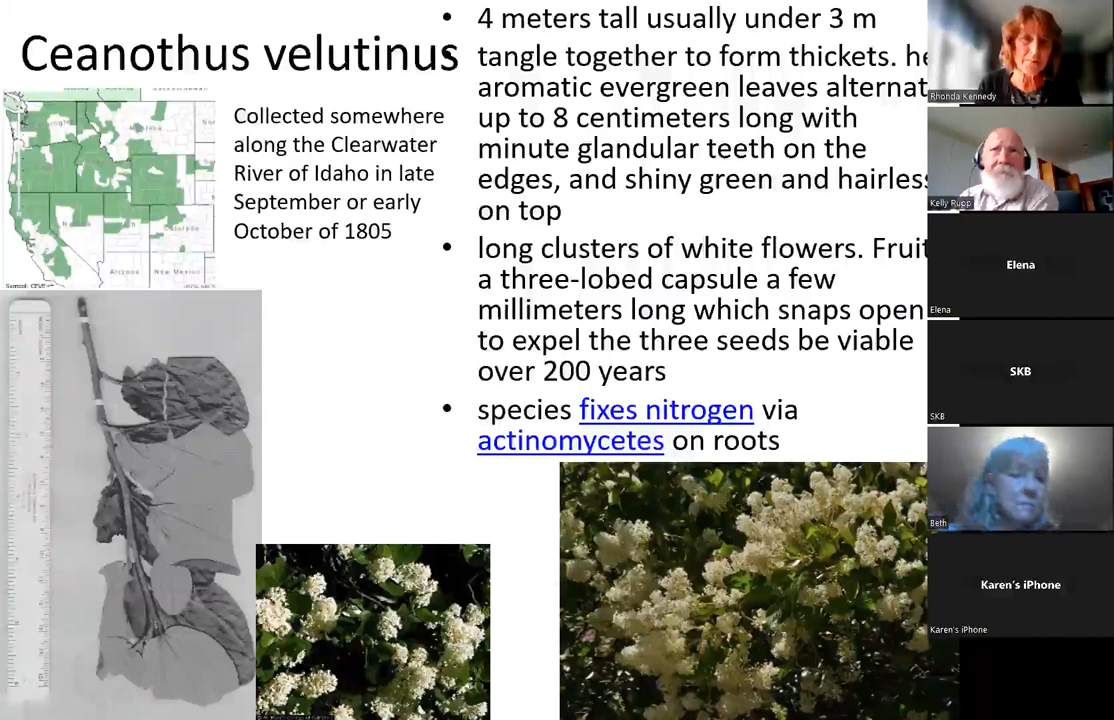 Ceanothus velutinus
Collected somewhere
along the Clearwater
River of Idaho in late
September or early
October of 1805
• 4 meters tall usually under 3 m
tangle together to form thickets. he
aromatic evergreen leaves alternat
up to 8 centimeters long with
minute glandular teeth on the
edges, and shiny green and hairless
on top
• long clusters of white flowers. Fruit
a three-lobed capsule a few
millimeters long which snaps open
to expel the three seeds be viable
over 200 years
• species fixes nitrogen via
actinomycetes on roots
Arizona
New Mexico
Rhonda Kennedy
Kelly Rupp
Elena
Elena
SKB
SKB
Beth
Karen's iPhone
Karen's iPhone